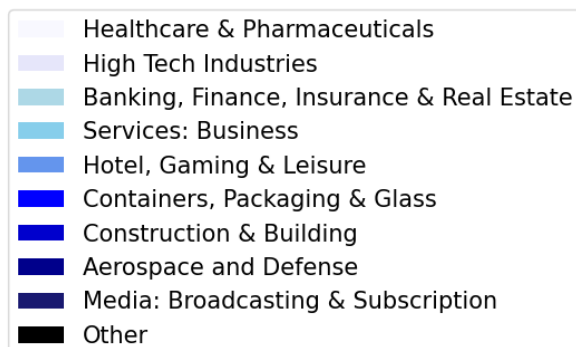 Healthcare & Pharmaceuticals
High Tech Industries
Banking, Finance, Insurance & Real Estate
Services: Business
Hotel, Gaming & Leisure
Containers, Packaging & Glass
Construction & Building
Aerospace and Defense
Media: Broadcasting & Subscription
Other